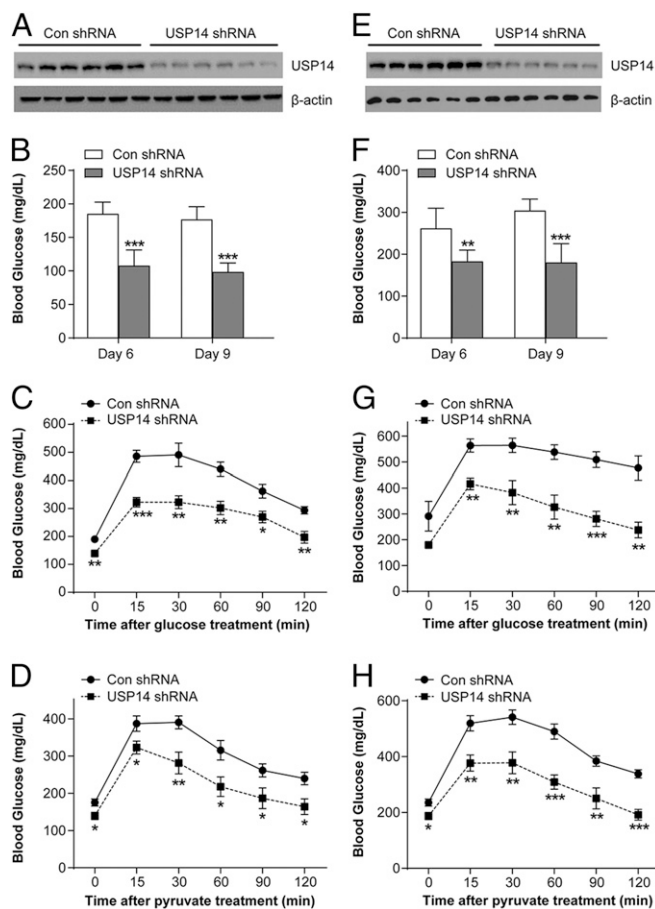 A
Con shRNA USP14 shRNA
USP14
β-actin
E
Con shRNA USP14 shRNA
USP14
β-actin
B
Con shRNA
USP14 shRNA
Blood Glucose (mg/dL)
250
200
150
100
50
0
***
***
Day 6 Day 9
F
Con shRNA
USP14 shRNA
Blood Glucose (mg/dL)
400
300
200
100
0
**
***
Day 6 Day 9
C
Con shRNA
USP14 shRNA
Blood Glucose (mg/dL)
600
500
400
300
200
100
0
** *** ** ** * **
0 15 30 60 90 120
Time after glucose treatment (min)
G
Con shRNA
USP14 shRNA
Blood Glucose (mg/dL)
600
500
400
300
200
100
0
** ** ** *** **
0 15 30 60 90 120
Time after glucose treatment (min)
D
Con shRNA
USP14 shRNA
Blood Glucose (mg/dL)
400
300
200
100
0
* * ** * * *
0 15 30 60 90 120
Time after pyruvate treatment (min)
H
Con shRNA
USP14 shRNA
Blood Glucose (mg/dL)
600
400
200
0
* ** ** *** ** ***
0 15 30 60 90 120
Time after pyruvate treatment (min)